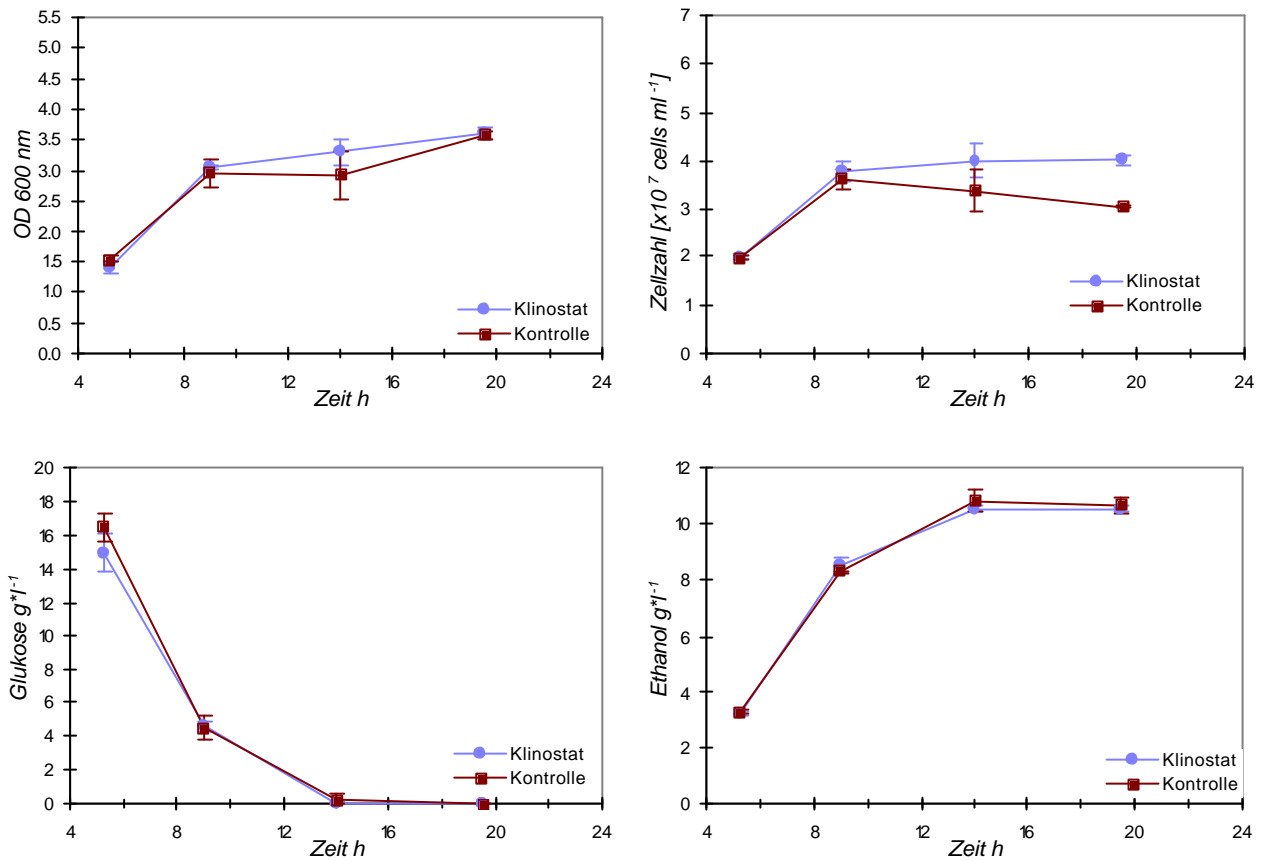 5.5
5.0
4.5
4.0
3.5
3.0
2.5
2.0
1.5
1.0
0.5
0.0
OD 600 nm
4 8 12 16 20 24
Zeit h
Klinostat
Kontrolle
7
6
5
4
3
2
1
0
Zellzahl [x10⁷ cells ml⁻¹]
4 8 12 16 20 24
Zeit h
Klinostat
Kontrolle
20
18
16
14
12
10
8
6
4
2
0
Glukose g*l⁻¹
4 8 12 16 20 24
Zeit h
Klinostat
Kontrolle
12
10
8
6
4
2
0
Ethanol g*l⁻¹
4 8 12 16 20 24
Zeit h
Klinostat
Kontrolle